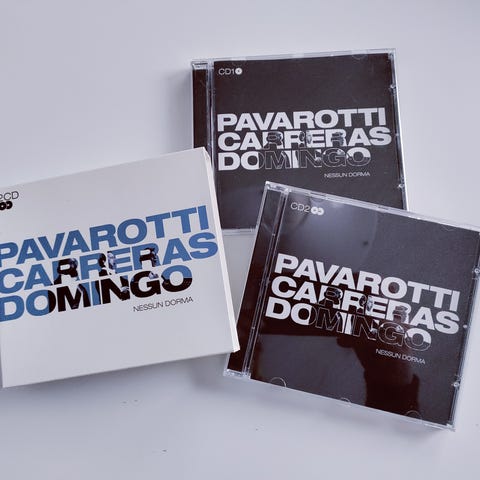 CD1
PAVAROTTI
CARRERAS
DOMINGO
NESSUN DORMA
2CD
PAVAROTTI
CARRERAS
DOMINGO
NESSUN DORMA
CD2
PAVAROTTI
CARRERAS
DOMINGO
NESSUN DORMA